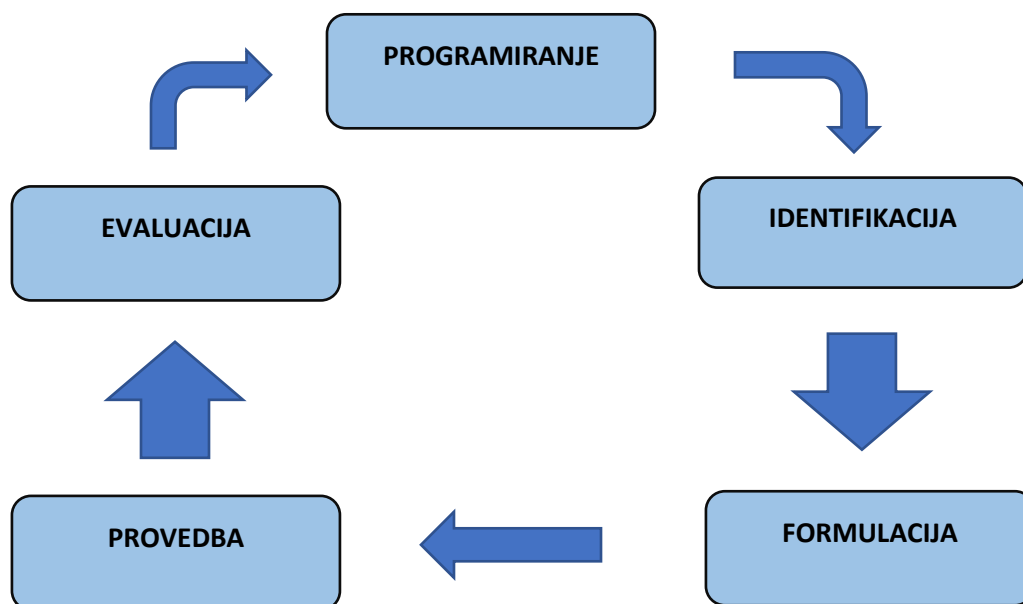 PROGRAMIRANJE
IDENTIFIKACIJA
FORMULACIJA
PROVEDBA
EVALUACIJA